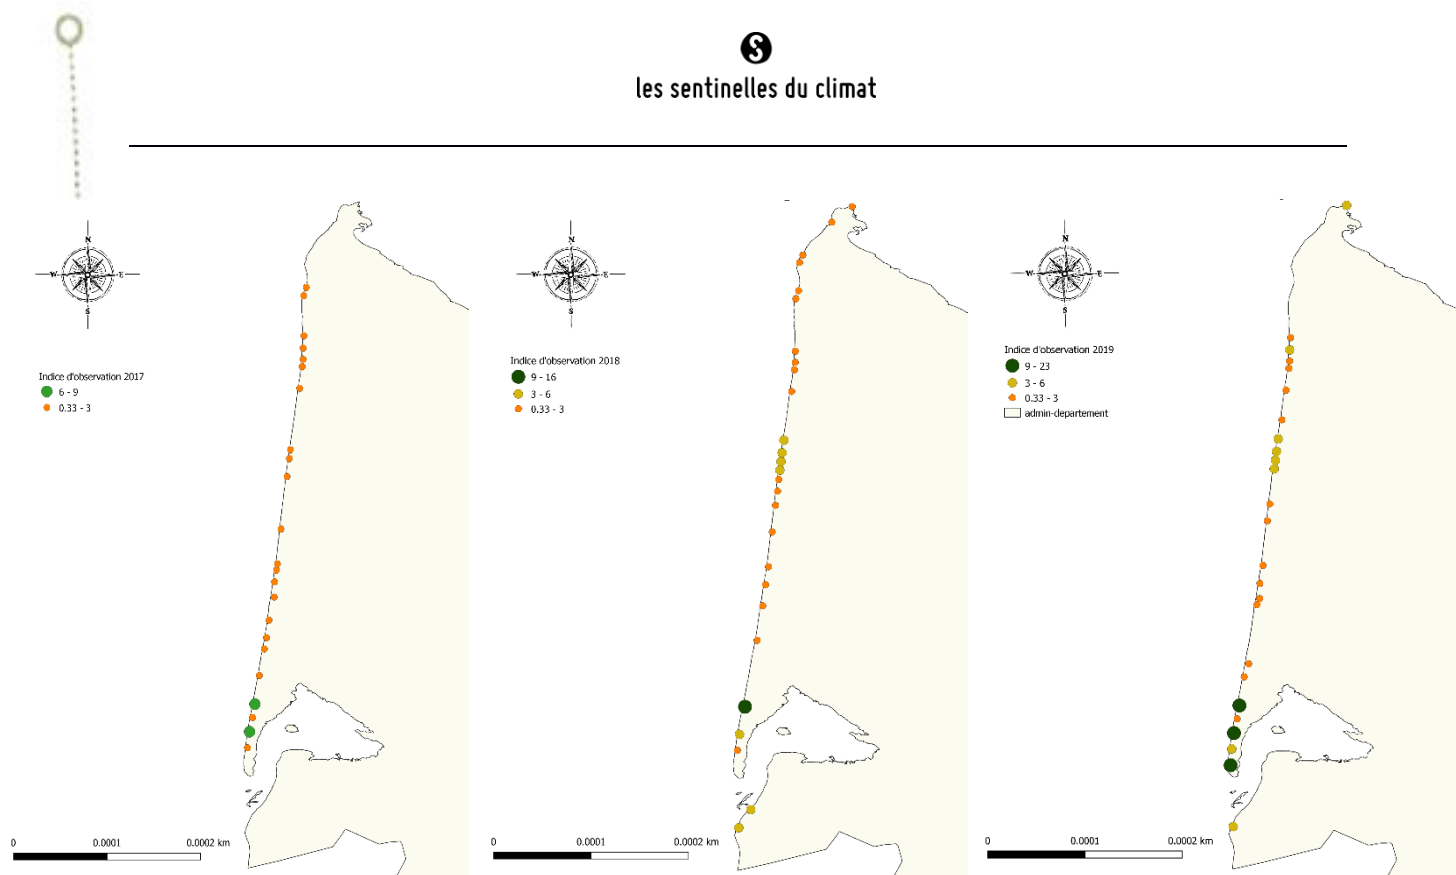 les sentinelles du climat
N
W E
S
Indice d'observation 2017
6 - 9
0.33 - 3
0 0.0001 0.0002 km
N
W E
S
Indice d'observation 2018
9 - 16
3 - 6
0.33 - 3
0 0.0001 0.0002 km
N
W E
S
Indice d'observation 2019
9 - 23
3 - 6
0.33 - 3
admin-departement
0 0.0001 0.0002 km